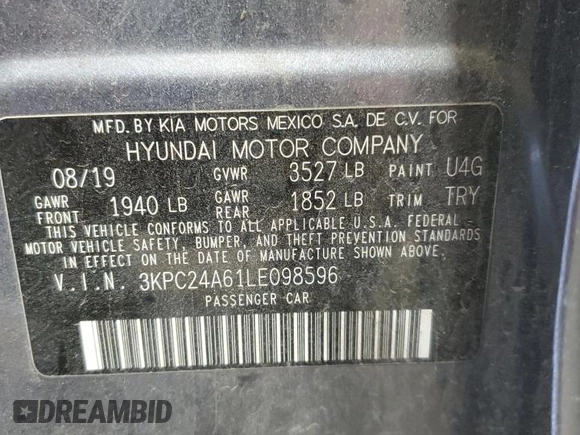 MFD. BY KIA MOTORS MEXICO S.A. DE C.V. FOR
HYUNDAI MOTOR COMPANY
08/19 GVWR 3527 LB PAINT U4G
GAWR FRONT 1940 LB GAWR REAR 1852 LB TRIM TRY
THIS VEHICLE CONFORMS TO ALL APPLICABLE U.S.A. FEDERAL
MOTOR VEHICLE SAFETY, BUMPER, AND THEFT PREVENTION STANDARDS
IN EFFECT ON THE DATE OF MANUFACTURE SHOWN ABOVE.
V.I.N. 3KPC24A61LE098596
PASSENGER CAR
DREAMBID